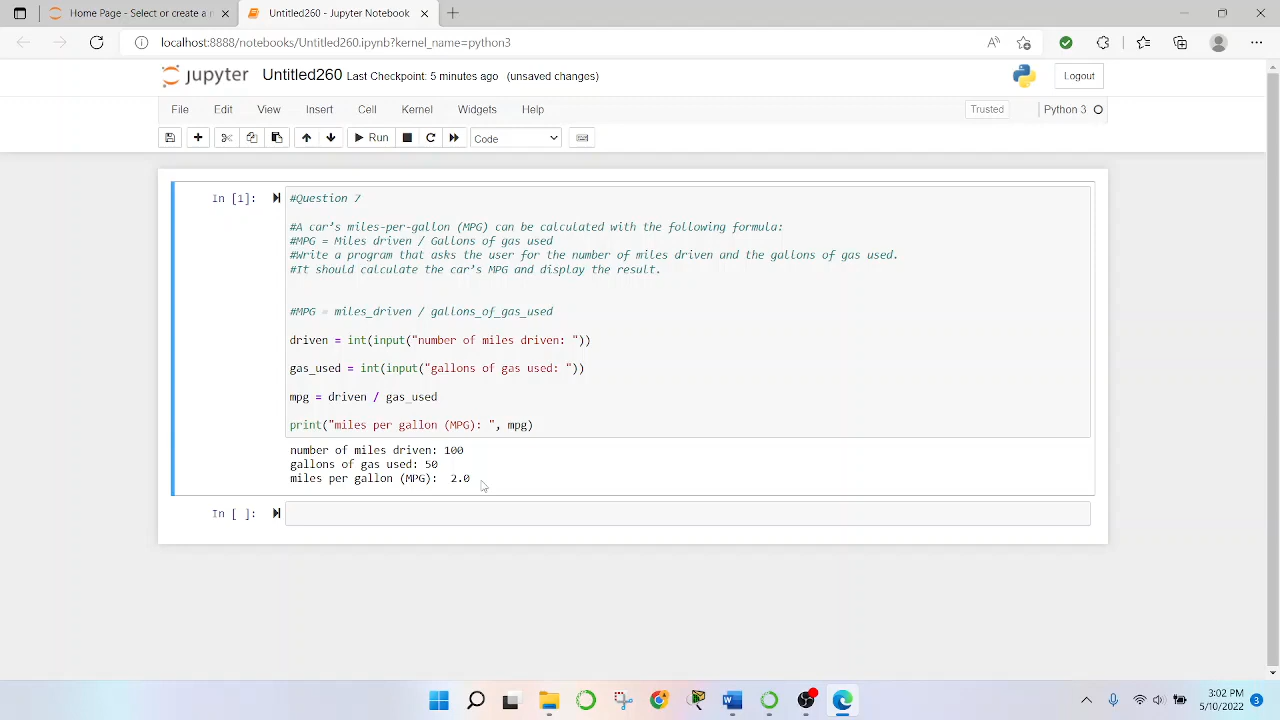 Home Page - Select or create a n
Untitled260 - Jupyter Notebook
localhost:8888/notebooks/Untitled260.ipynb?kernel_name=python3
jupyter Untitled260 Last Checkpoint: 5 minutes ago (unsaved changes)
Logout
File Edit View Insert Cell Kernel Widgets Help
Trusted
Python 3
Run
Code
In [1]:
#Question 7
#A car's miles-per-gallon (MPG) can be calculated with the following formula:
#MPG = Miles driven / Gallons of gas used
#Write a program that asks the user for the number of miles driven and the gallons of gas used.
#It should calculate the car's MPG and display the result.
#MPG = miles_driven / gallons_of_gas_used
driven = int(input("number of miles driven: "))
gas_used = int(input("gallons of gas used: "))
mpg = driven / gas_used
print("miles per gallon (MPG): ", mpg)
number of miles driven: 100
gallons of gas used: 50
miles per gallon (MPG):  2.0
In [ ]:
3:02 PM
5/10/2022
3